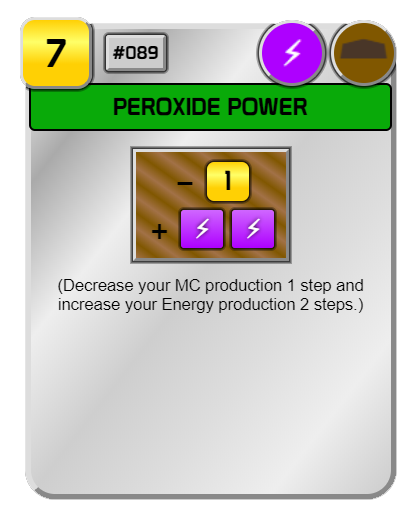 7 #089
PEROXIDE POWER
- 1
+
(Decrease your MC production 1 step and
increase your Energy production 2 steps.)